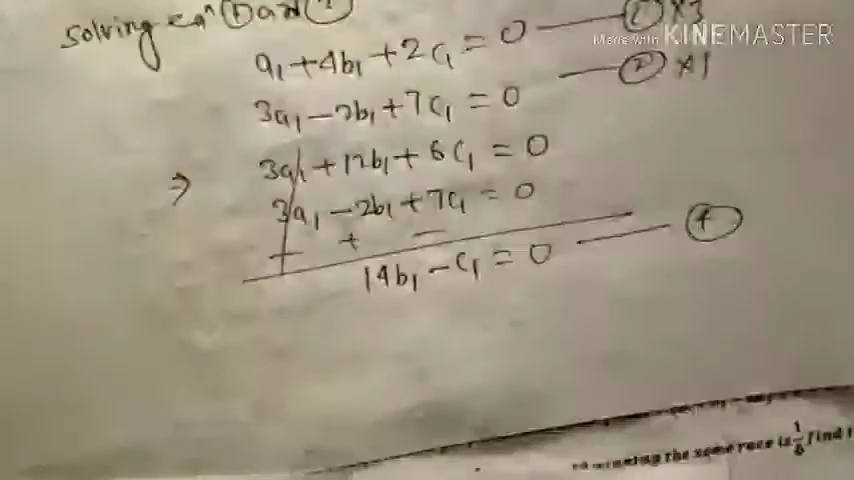 Solving eqⁿ ① and ②
a₁ + 4b₁ + 2c₁ = 0 — ① ×3
Made with KINEMASTER
3a₁ - 2b₁ + 7c₁ = 0 — ② ×1
⇒ 3a₁ + 12b₁ + 6c₁ = 0
3a₁ - 2b₁ + 7c₁ = 0
- + -
14b₁ - c₁ = 0 — ④
the same race is 1/6 find